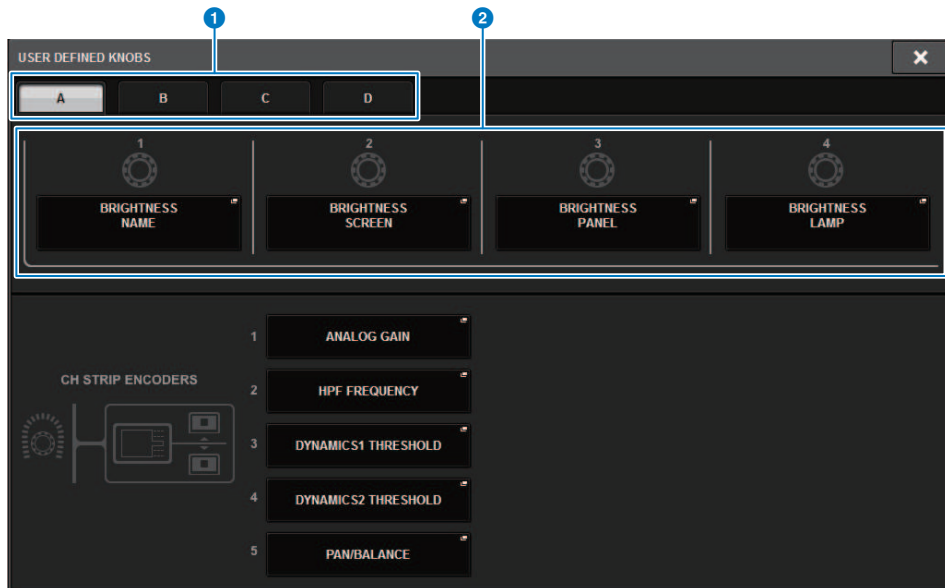 1
2
USER DEFINED KNOBS
A
B
C
D
1
2
3
4
BRIGHTNESS
NAME
BRIGHTNESS
SCREEN
BRIGHTNESS
PANEL
BRIGHTNESS
LAMP
CH STRIP ENCODERS
1
ANALOG GAIN
2
HPF FREQUENCY
3
DYNAMICS1 THRESHOLD
4
DYNAMICS2 THRESHOLD
5
PAN/BALANCE